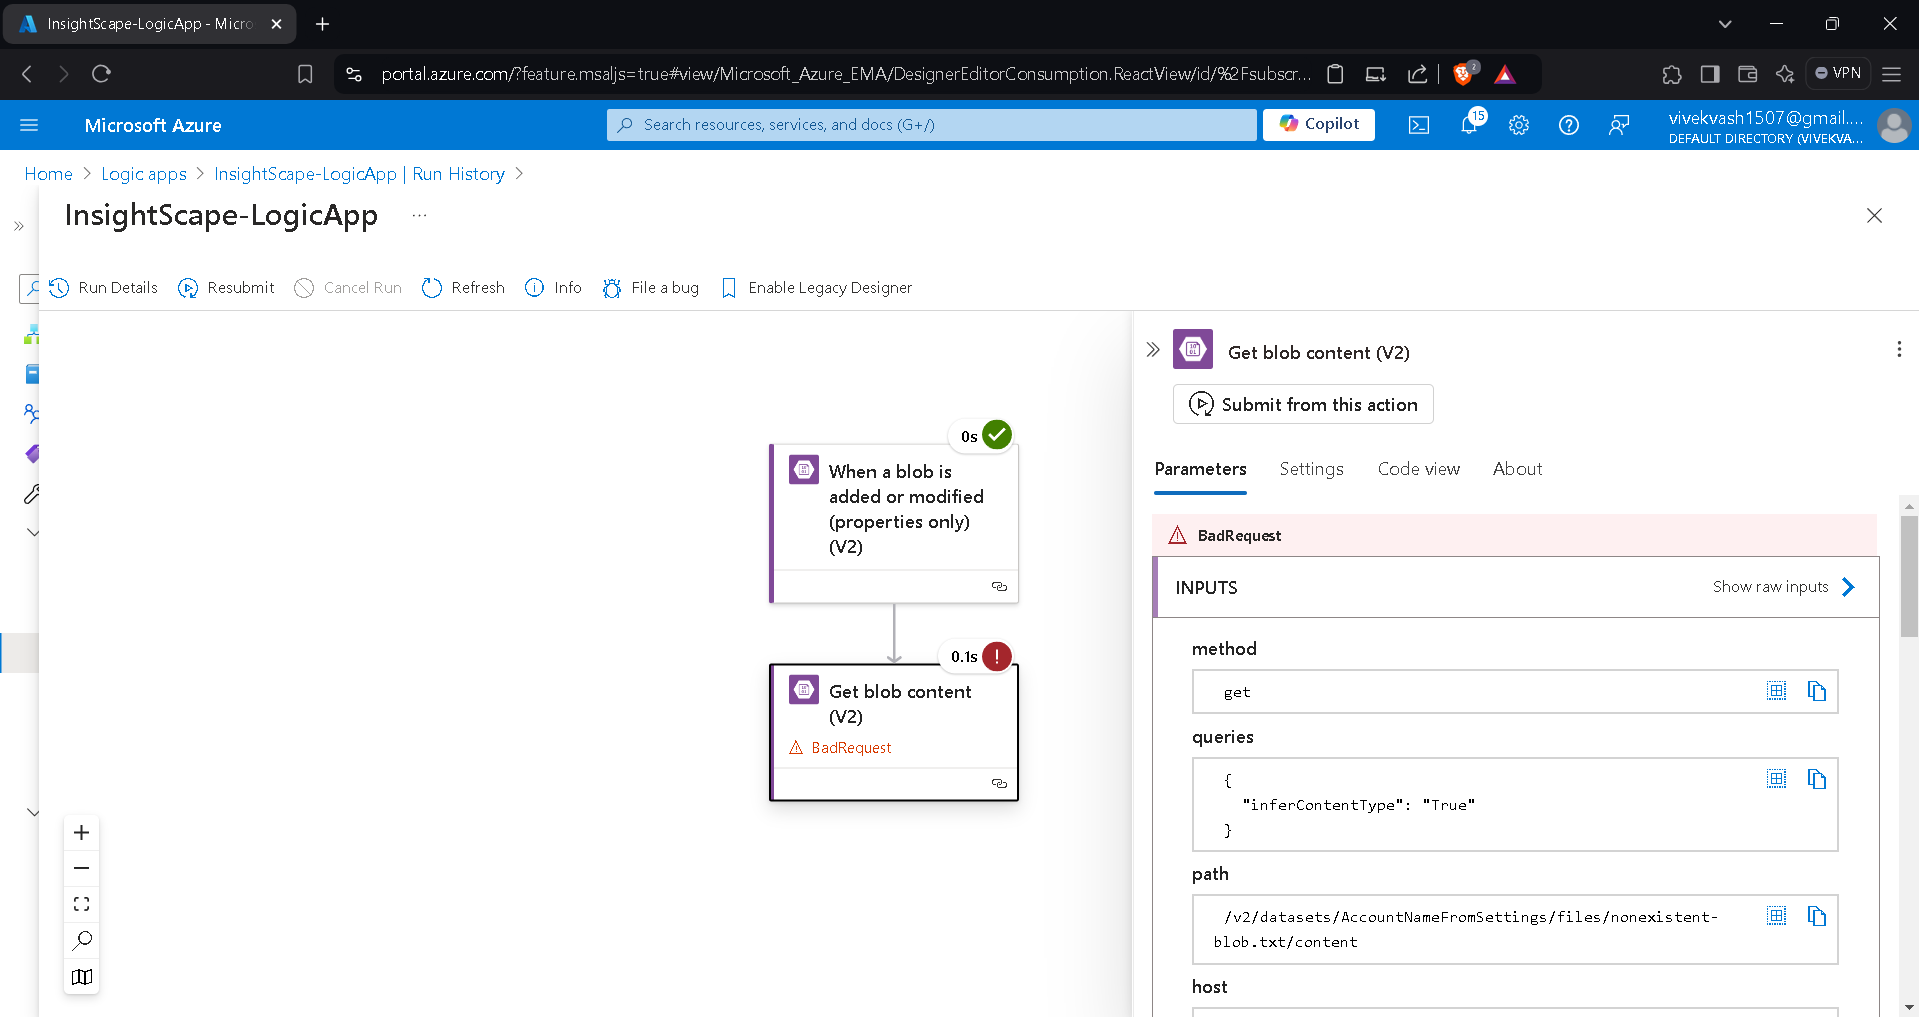 InsightScape-LogicApp - Micro
portal.azure.com/?feature.msaljs=true#view/Microsoft_Azure_EMA/DesignerEditorConsumption.ReactView/id/%2Fsubscr...
2
VPN
Microsoft Azure
Search resources, services, and docs (G+/)
Copilot
15
vivekvash1507@gmail....
DEFAULT DIRECTORY (VIVEKVA...
Home > Logic apps > InsightScape-LogicApp | Run History >
InsightScape-LogicApp ...
Run Details
Resubmit
Cancel Run
Refresh
Info
File a bug
Enable Legacy Designer
0s
When a blob is
added or modified
(properties only)
(V2)
0.1s
Get blob content
(V2)
BadRequest
Get blob content (V2)
Submit from this action
Parameters
Settings
Code view
About
BadRequest
INPUTS
Show raw inputs
method
get
queries
{
"inferContentType": "True"
}
path
/v2/datasets/AccountNameFromSettings/files/nonexistent-
blob.txt/content
host